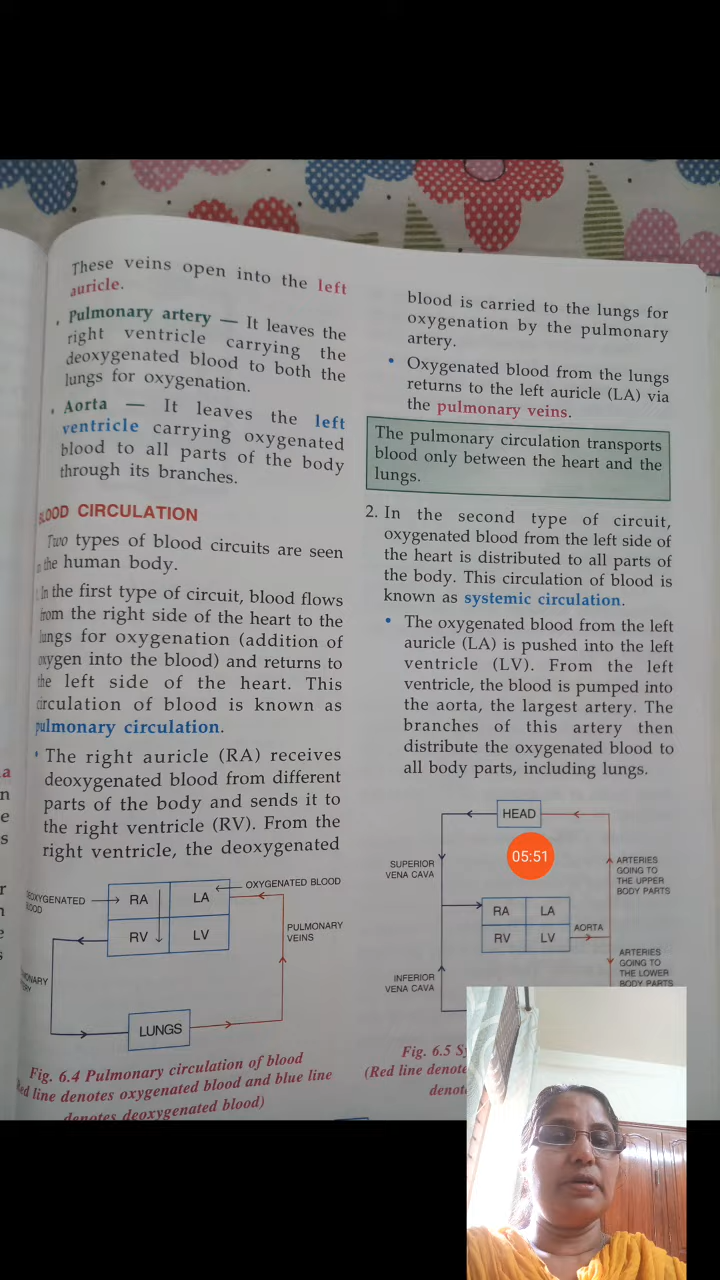 These veins open into the left
auricle.
Pulmonary artery — It leaves the
right ventricle carrying the
deoxygenated blood to both the
lungs for oxygenation.
Aorta — It leaves the left
ventricle carrying oxygenated
blood to all parts of the body
through its branches.
BLOOD CIRCULATION
Two types of blood circuits are seen
the human body.
In the first type of circuit, blood flows
from the right side of the heart to the
lungs for oxygenation (addition of
oxygen into the blood) and returns to
the left side of the heart. This
circulation of blood is known as
pulmonary circulation.
• The right auricle (RA) receives
deoxygenated blood from different
parts of the body and sends it to
the right ventricle (RV). From the
right ventricle, the deoxygenated
DEOXYGENATED
BLOOD
RA
LA
OXYGENATED BLOOD
RV
LV
PULMONARY
VEINS
LUNGS
Fig. 6.4 Pulmonary circulation of blood
Red line denotes oxygenated blood and blue line
denotes deoxygenated blood)
blood is carried to the lungs for
oxygenation by the pulmonary
artery.
• Oxygenated blood from the lungs
returns to the left auricle (LA) via
the pulmonary veins.
The pulmonary circulation transports
blood only between the heart and the
lungs.
2. In the second type of circuit,
oxygenated blood from the left side of
the heart is distributed to all parts of
the body. This circulation of blood is
known as systemic circulation.
• The oxygenated blood from the left
auricle (LA) is pushed into the left
ventricle (LV). From the left
ventricle, the blood is pumped into
the aorta, the largest artery. The
branches of this artery then
distribute the oxygenated blood to
all body parts, including lungs.
HEAD
05:51
SUPERIOR
VENA CAVA
ARTERIES
GOING TO
THE UPPER
BODY PARTS
RA
LA
RV
LV
AORTA
INFERIOR
VENA CAVA
ARTERIES
GOING TO
THE LOWER
BODY PARTS
Fig. 6.5
(Red line